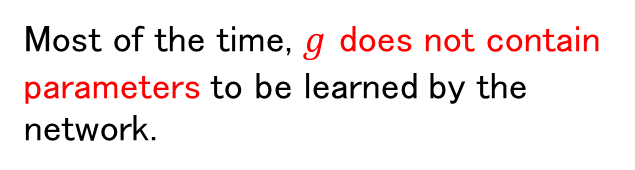 Most of the time, g does not contain
parameters to be learned by the
network.